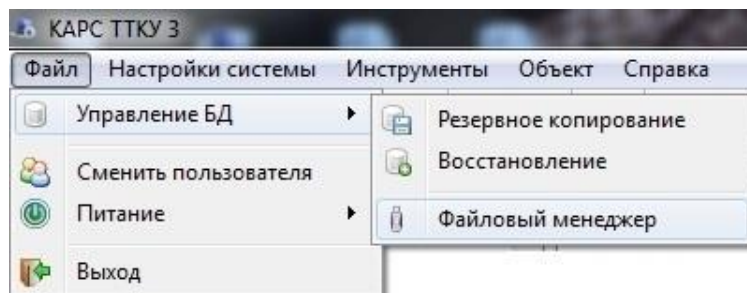 КАРС ТТКУ 3
Файл Настройки системы Инструменты Объект Справка
Управление БД
Резервное копирование
Восстановление
Сменить пользователя
Питание
Файловый менеджер
Выход